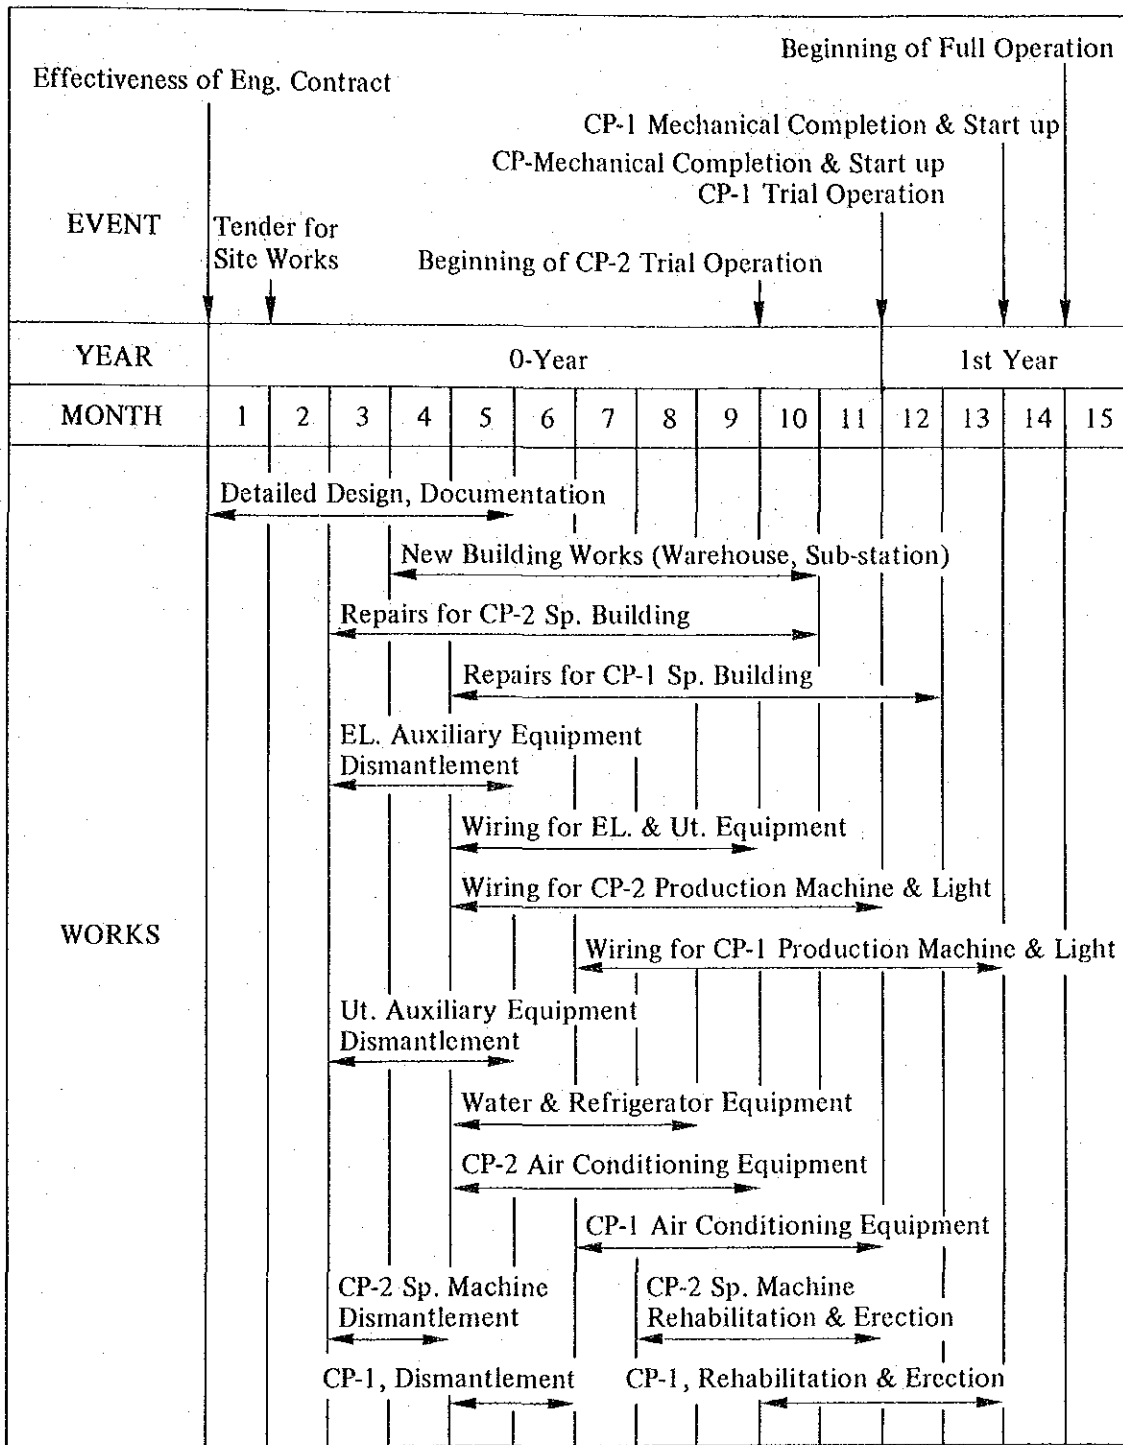 Beginning of Full Operation
Effectiveness of Eng. Contract
CP-1 Mechanical Completion & Start up
CP-Mechanical Completion & Start up
CP-1 Trial Operation
EVENT
Tender for
Site Works
Beginning of CP-2 Trial Operation
YEAR 0-Year 1st Year
MONTH 1 2 3 4 5 6 7 8 9 10 11 12 13 14 15
Detailed Design, Documentation
New Building Works (Warehouse, Sub-station)
Repairs for CP-2 Sp. Building
Repairs for CP-1 Sp. Building
EL. Auxiliary Equipment
Dismantlement
Wiring for EL. & Ut. Equipment
Wiring for CP-2 Production Machine & Light
WORKS
Wiring for CP-1 Production Machine & Light
Ut. Auxiliary Equipment
Dismantlement
Water & Refrigerator Equipment
CP-2 Air Conditioning Equipment
CP-1 Air Conditioning Equipment
CP-2 Sp. Machine
Dismantlement
CP-2 Sp. Machine
Rehabilitation & Erection
CP-1, Dismantlement
CP-1, Rehabilitation & Erection